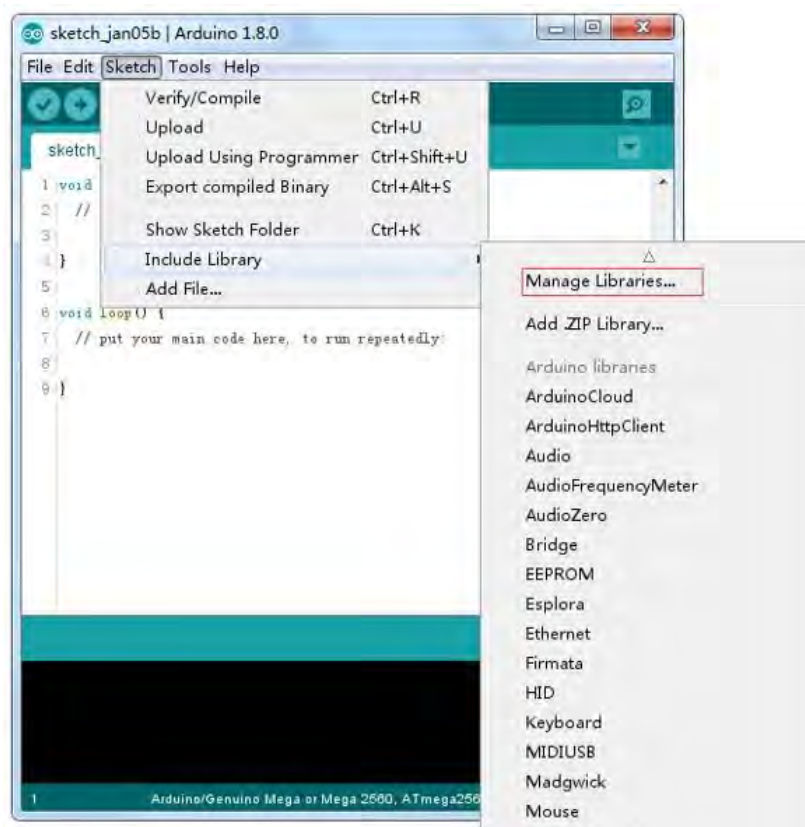 sketch_jan05b | Arduino 1.8.0
File Edit Sketch Tools Help
Verify/Compile Ctrl+R
Upload Ctrl+U
Upload Using Programmer Ctrl+Shift+U
Export compiled Binary Ctrl+Alt+S
Show Sketch Folder Ctrl+K
Include Library
Add File...
sketch_
1 void
2 //
3
4 }
5
6 void loop() {
7 // put your main code here, to run repeatedly:
8
9 }
Manage Libraries...
Add .ZIP Library...
Arduino libraries
ArduinoCloud
ArduinoHttpClient
Audio
AudioFrequencyMeter
AudioZero
Bridge
EEPROM
Esplora
Ethernet
Firmata
HID
Keyboard
MIDIUSB
Madgwick
Mouse
1 Arduino/Genuino Mega or Mega 2560, ATmega256